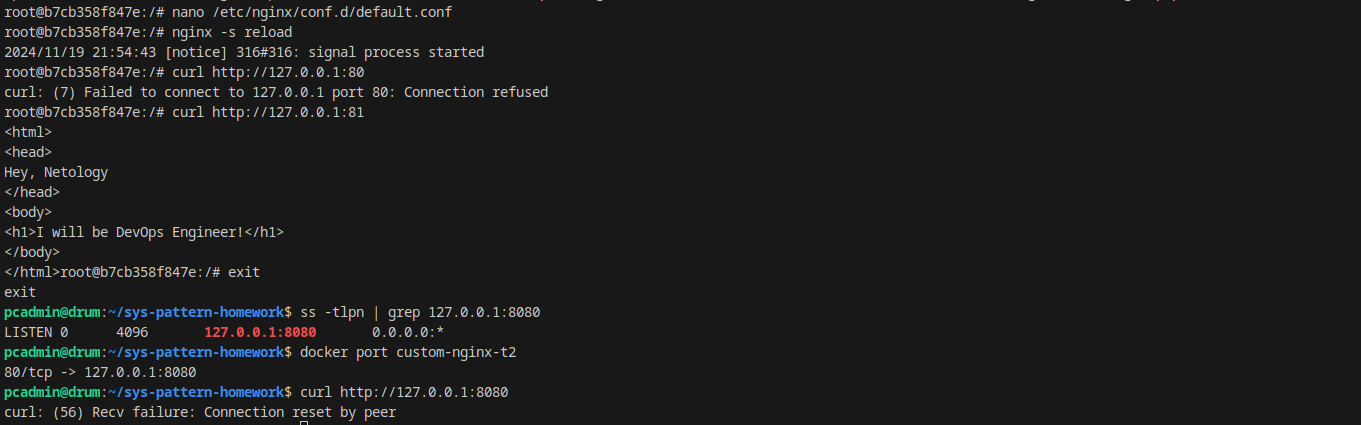 root@b7cb358f847e:/# nano /etc/nginx/conf.d/default.conf
root@b7cb358f847e:/# nginx -s reload
2024/11/19 21:54:43 [notice] 316#316: signal process started
root@b7cb358f847e:/# curl http://127.0.0.1:80
curl: (7) Failed to connect to 127.0.0.1 port 80: Connection refused
root@b7cb358f847e:/# curl http://127.0.0.1:81
<html>
<head>
Hey, Netology
</head>
<body>
<h1>I will be DevOps Engineer!</h1>
</body>
</html>root@b7cb358f847e:/# exit
exit
pcadmin@drum:~/sys-pattern-homework$ ss -tlpn | grep 127.0.0.1:8080
LISTEN 0      4096       127.0.0.1:8080       0.0.0.0:*
pcadmin@drum:~/sys-pattern-homework$ docker port custom-nginx-t2
80/tcp -> 127.0.0.1:8080
pcadmin@drum:~/sys-pattern-homework$ curl http://127.0.0.1:8080
curl: (56) Recv failure: Connection reset by peer